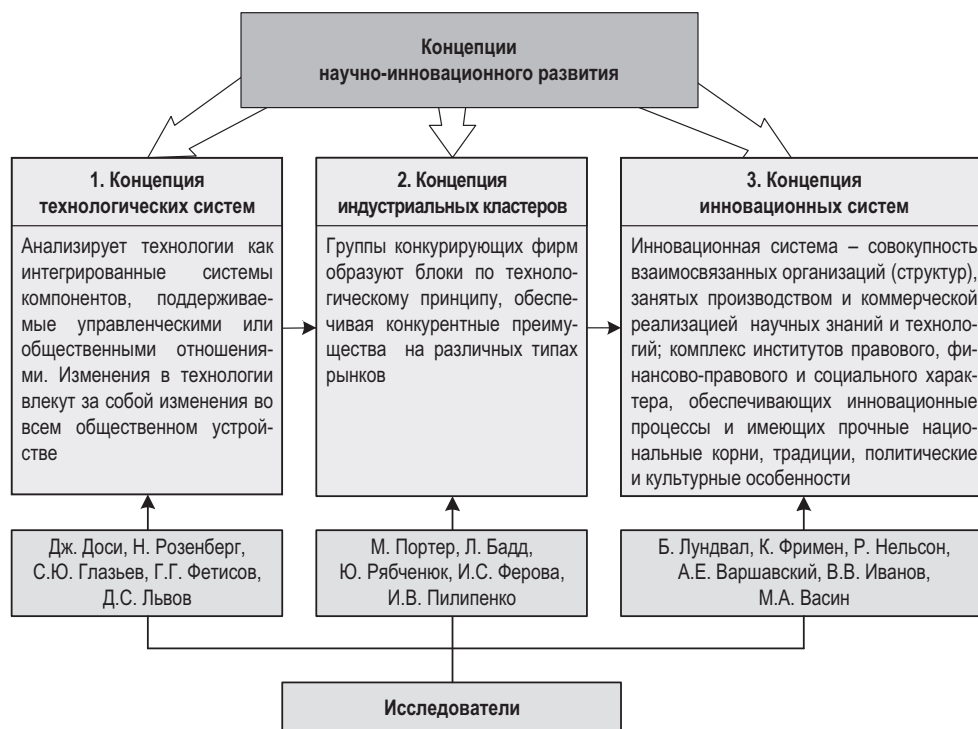 Концепции
научно-инновационного развития
1. Концепция
технологических систем
Анализирует технологии как
интегрированные системы
компонентов, поддерживае-
мые управленческими или
общественными отношения-
ми. Изменения в технологии
влекут за собой изменения во
всем общественном устрой-
стве
2. Концепция
индустриальных кластеров
Группы конкурирующих фирм
образуют блоки по техноло-
гическому принципу, обеспе-
чивая конкурентные преиму-
щества на различных типах
рынков
3. Концепция
инновационных систем
Инновационная система – совокупность
взаимосвязанных организаций (структур),
занятых производством и коммерческой
реализацией научных знаний и техноло-
гий; комплекс институтов правового, фи-
нансово-правового и социального харак-
тера, обеспечивающих инновационные
процессы и имеющих прочные нацио-
нальные корни, традиции, политические
и культурные особенности
Дж. Доси, Н. Розенберг,
С.Ю. Глазьев, Г.Г. Фетисов,
Д.С. Львов
М. Портер, Л. Бадд,
Ю. Рябченюк, И.С. Ферова,
И.В. Пилипенко
Б. Лундвал, К. Фримен, Р. Нельсон,
А.Е. Варшавский, В.В. Иванов,
М.А. Васин
Исследователи